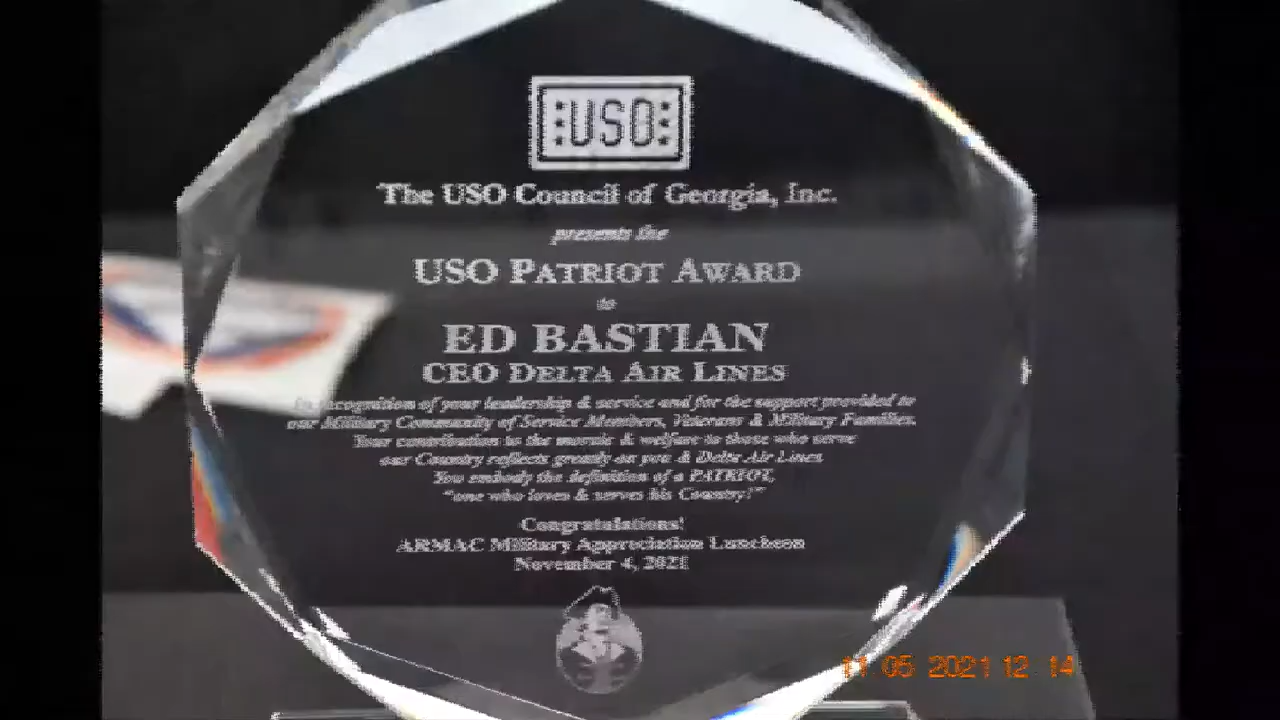 USO
The USO Council of Georgia, Inc.
presents the
USO PATRIOT AWARD
to
ED BASTIAN
CEO DELTA AIR LINES
In recognition of your leadership & service and for the support provided to
our Military Community of Service Members, Veterans & Military Families.
Your contribution to the morale & welfare to those who serve
our Country reflects greatly on you & Delta Air Lines.
You embody the definition of a PATRIOT,
"one who loves & serves his Country!"
Congratulations!
ARMAC Military Appreciation Luncheon
November 4, 2021
11 05 2021 12 14